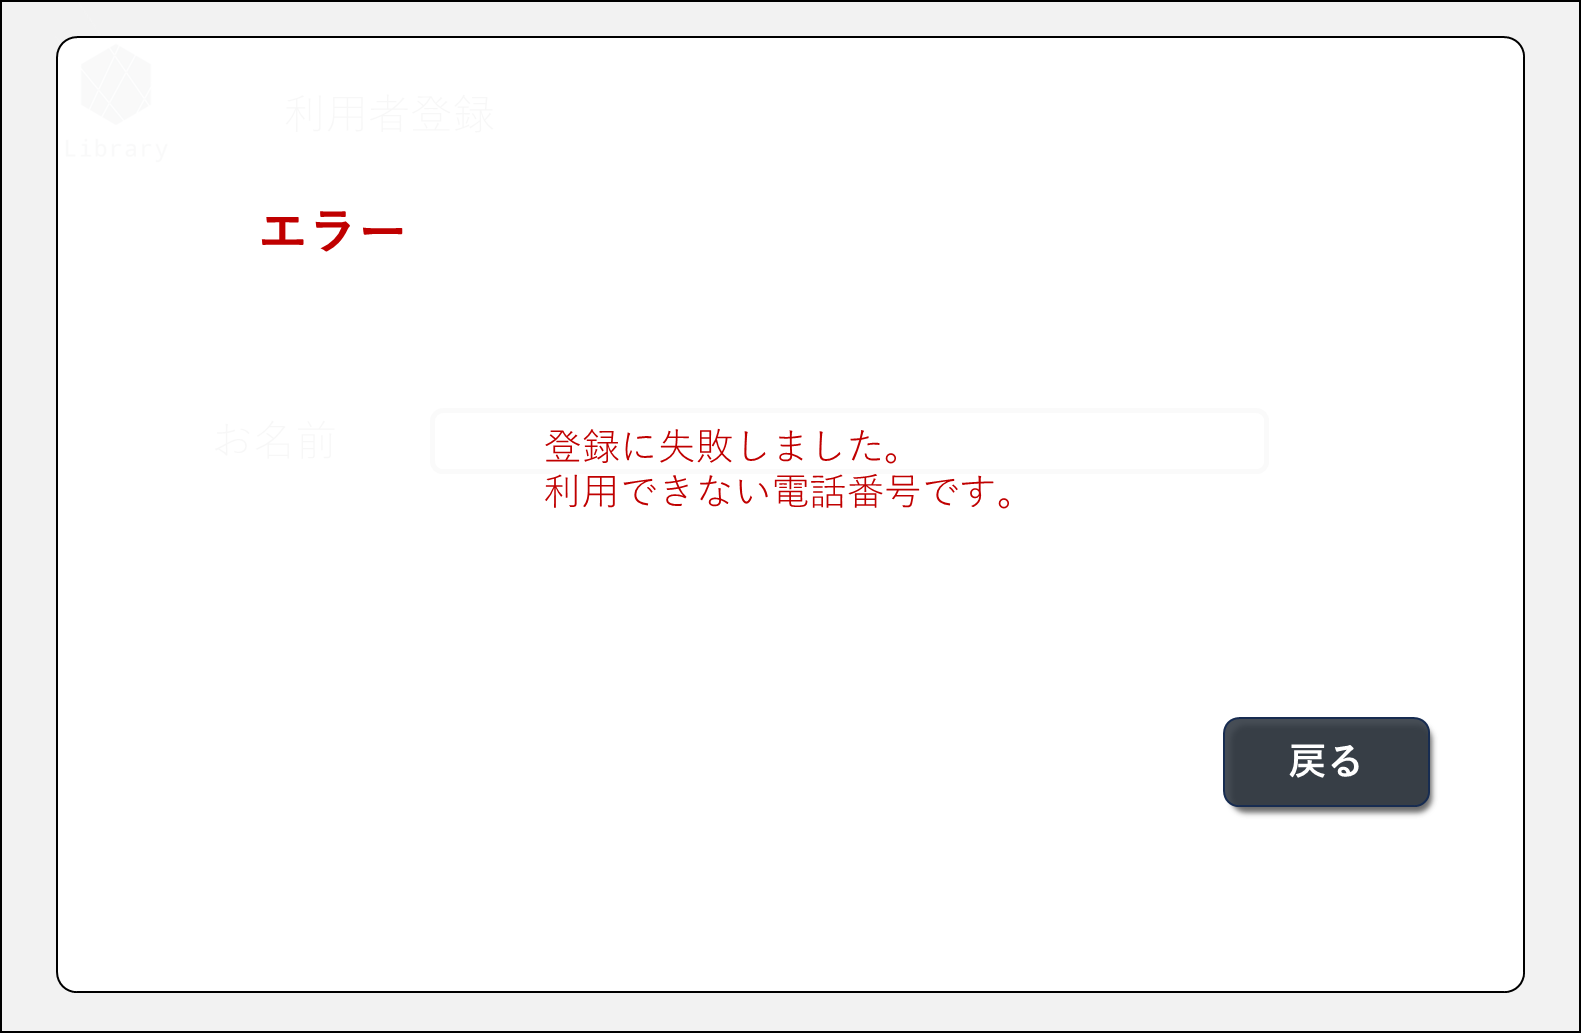 Library
利用者登録
エラー
お名前
登録に失敗しました。
利用できない電話番号です。
戻る